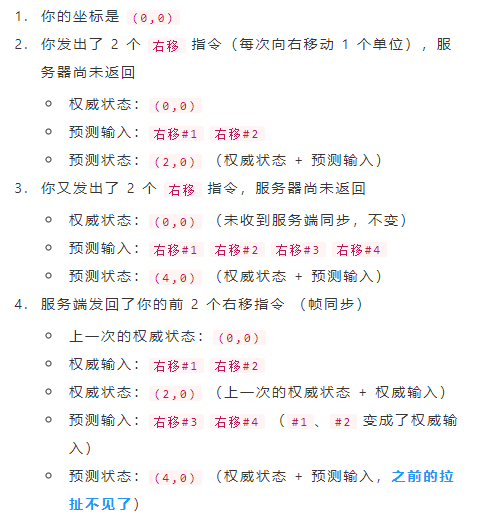 1. 你的坐标是 (0,0)
2. 你发出了 2 个 右移 指令（每次向右移动 1 个单位），服
务器尚未返回
权威状态：(0,0)
预测输入：右移#1 右移#2
预测状态：(2,0)（权威状态 + 预测输入）
3. 你又发出了 2 个 右移 指令，服务器尚未返回
权威状态：(0,0)（未收到服务端同步，不变）
预测输入：右移#1 右移#2 右移#3 右移#4
预测状态：(4,0)（权威状态 + 预测输入）
4. 服务端发回了你的前 2 个右移指令 （帧同步）
上一次的权威状态：(0,0)
权威输入：右移#1 右移#2
权威状态：(2,0)（上一次的权威状态 + 权威输入）
预测输入：右移#3 右移#4 （#1、#2 变成了权威输
入）
预测状态：(4,0)（权威状态 + 预测输入，之前的拉
扯不见了）